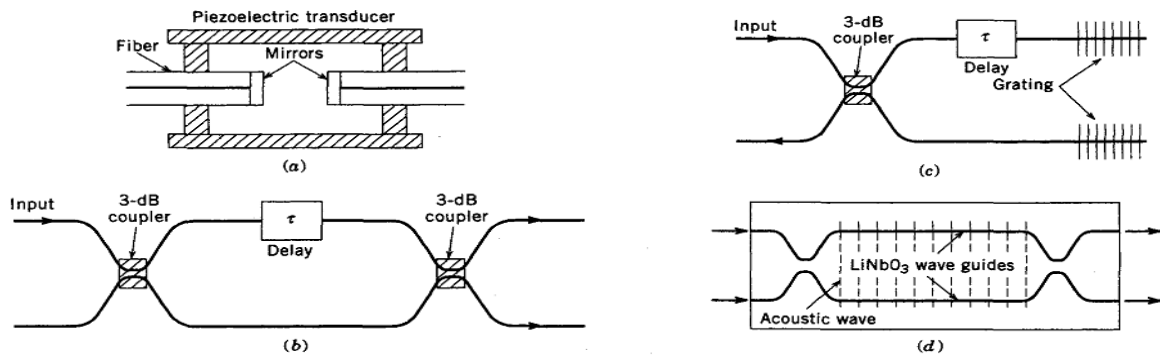 Piezoelectric transducer
Fiber
Mirrors
(a)
Input
3-dB
coupler
τ
Delay
3-dB
coupler
(b)
Input
3-dB
coupler
τ
Delay
Grating
(c)
LiNbO3 wave guides
Acoustic wave
(d)